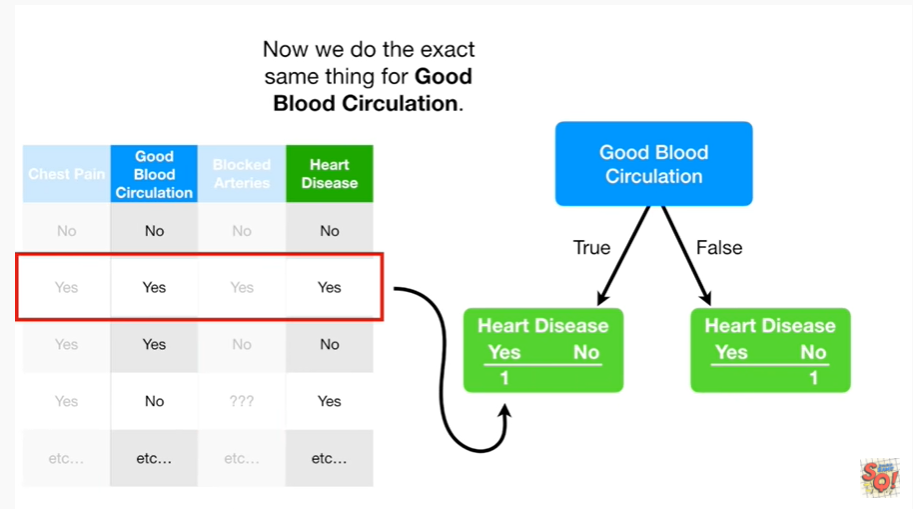 Now we do the exact
same thing for Good
Blood Circulation.
Chest Pain Good Blood Circulation Blocked Arteries Heart Disease
No No No No
Yes Yes Yes Yes
Yes Yes No No
Yes No ??? Yes
etc... etc... etc... etc...
Good Blood
Circulation
True False
Heart Disease
Yes No
1
Heart Disease
Yes No
1
SO!